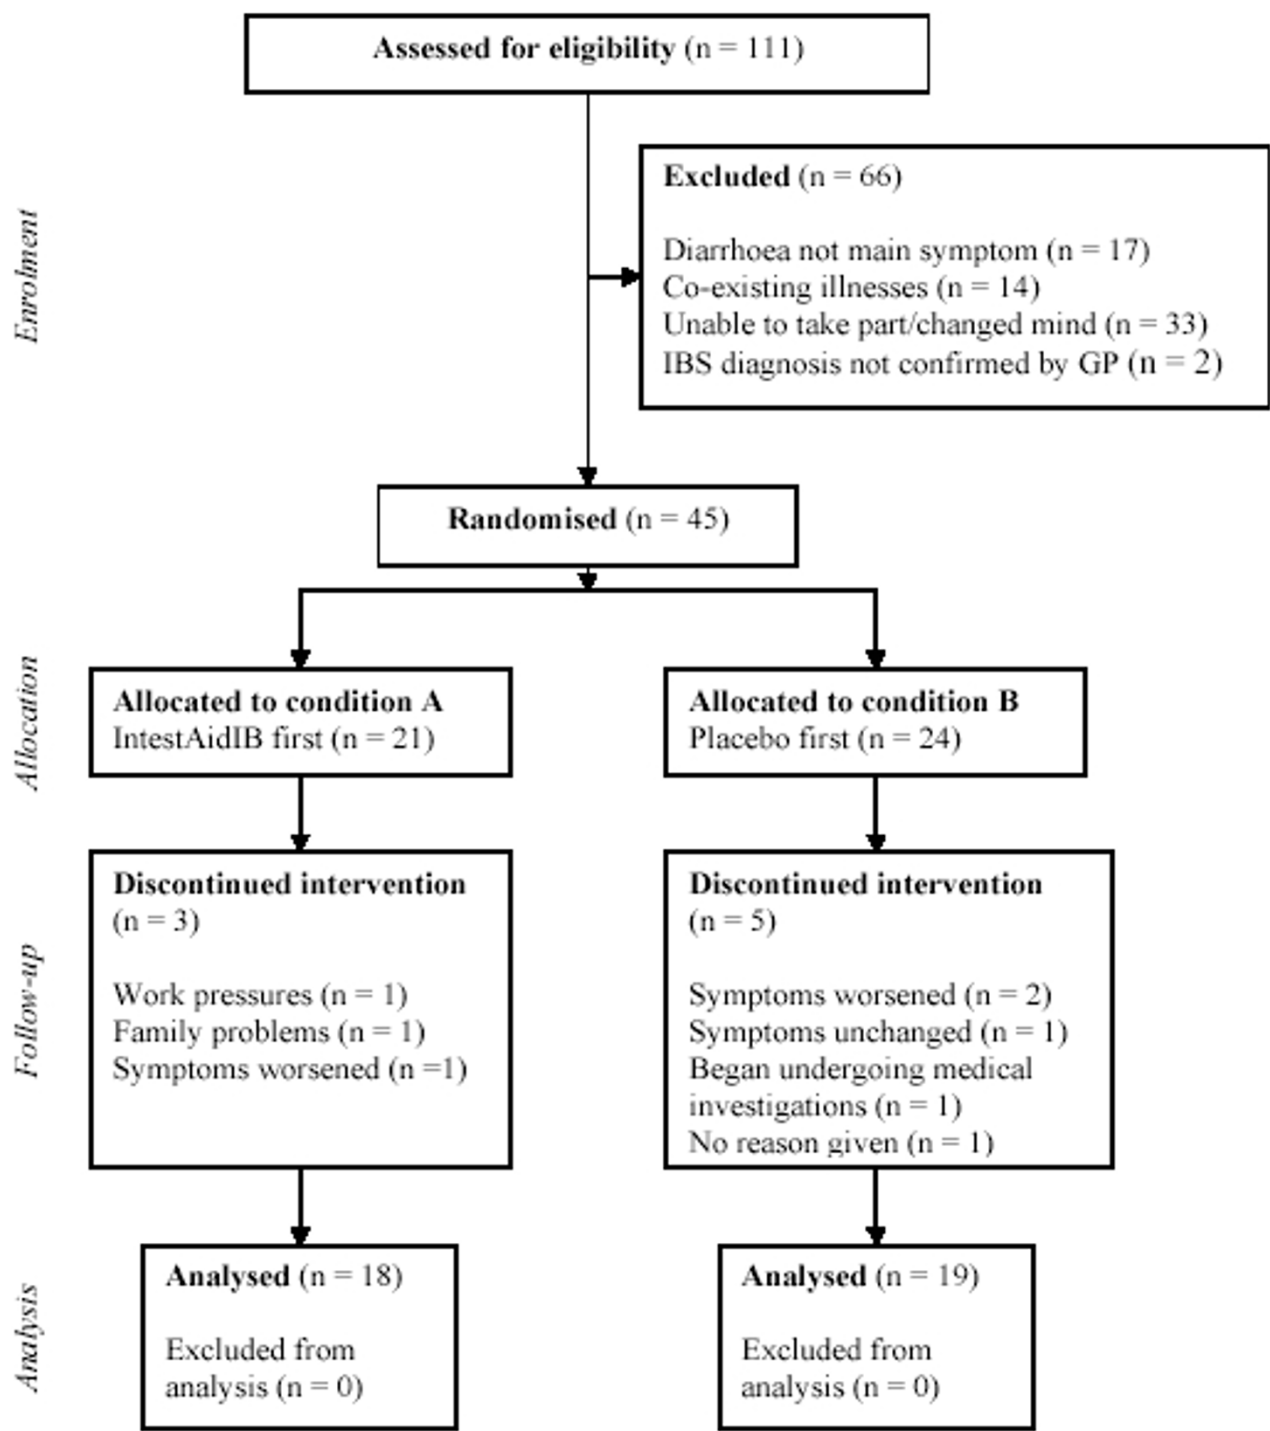 Assessed for eligibility (n = 111)
Enrolment
Excluded (n = 66)
Diarrhoea not main symptom (n = 17)
Co-existing illnesses (n = 14)
Unable to take part/changed mind (n = 33)
IBS diagnosis not confirmed by GP (n = 2)
Randomised (n = 45)
Allocation
Allocated to condition A
IntestAidIB first (n = 21)
Allocated to condition B
Placebo first (n = 24)
Follow-up
Discontinued intervention
(n = 3)
Work pressures (n = 1)
Family problems (n = 1)
Symptoms worsened (n =1)
Discontinued intervention
(n = 5)
Symptoms worsened (n = 2)
Symptoms unchanged (n = 1)
Began undergoing medical
investigations (n = 1)
No reason given (n = 1)
Analysis
Analysed (n = 18)
Excluded from
analysis (n = 0)
Analysed (n = 19)
Excluded from
analysis (n = 0)